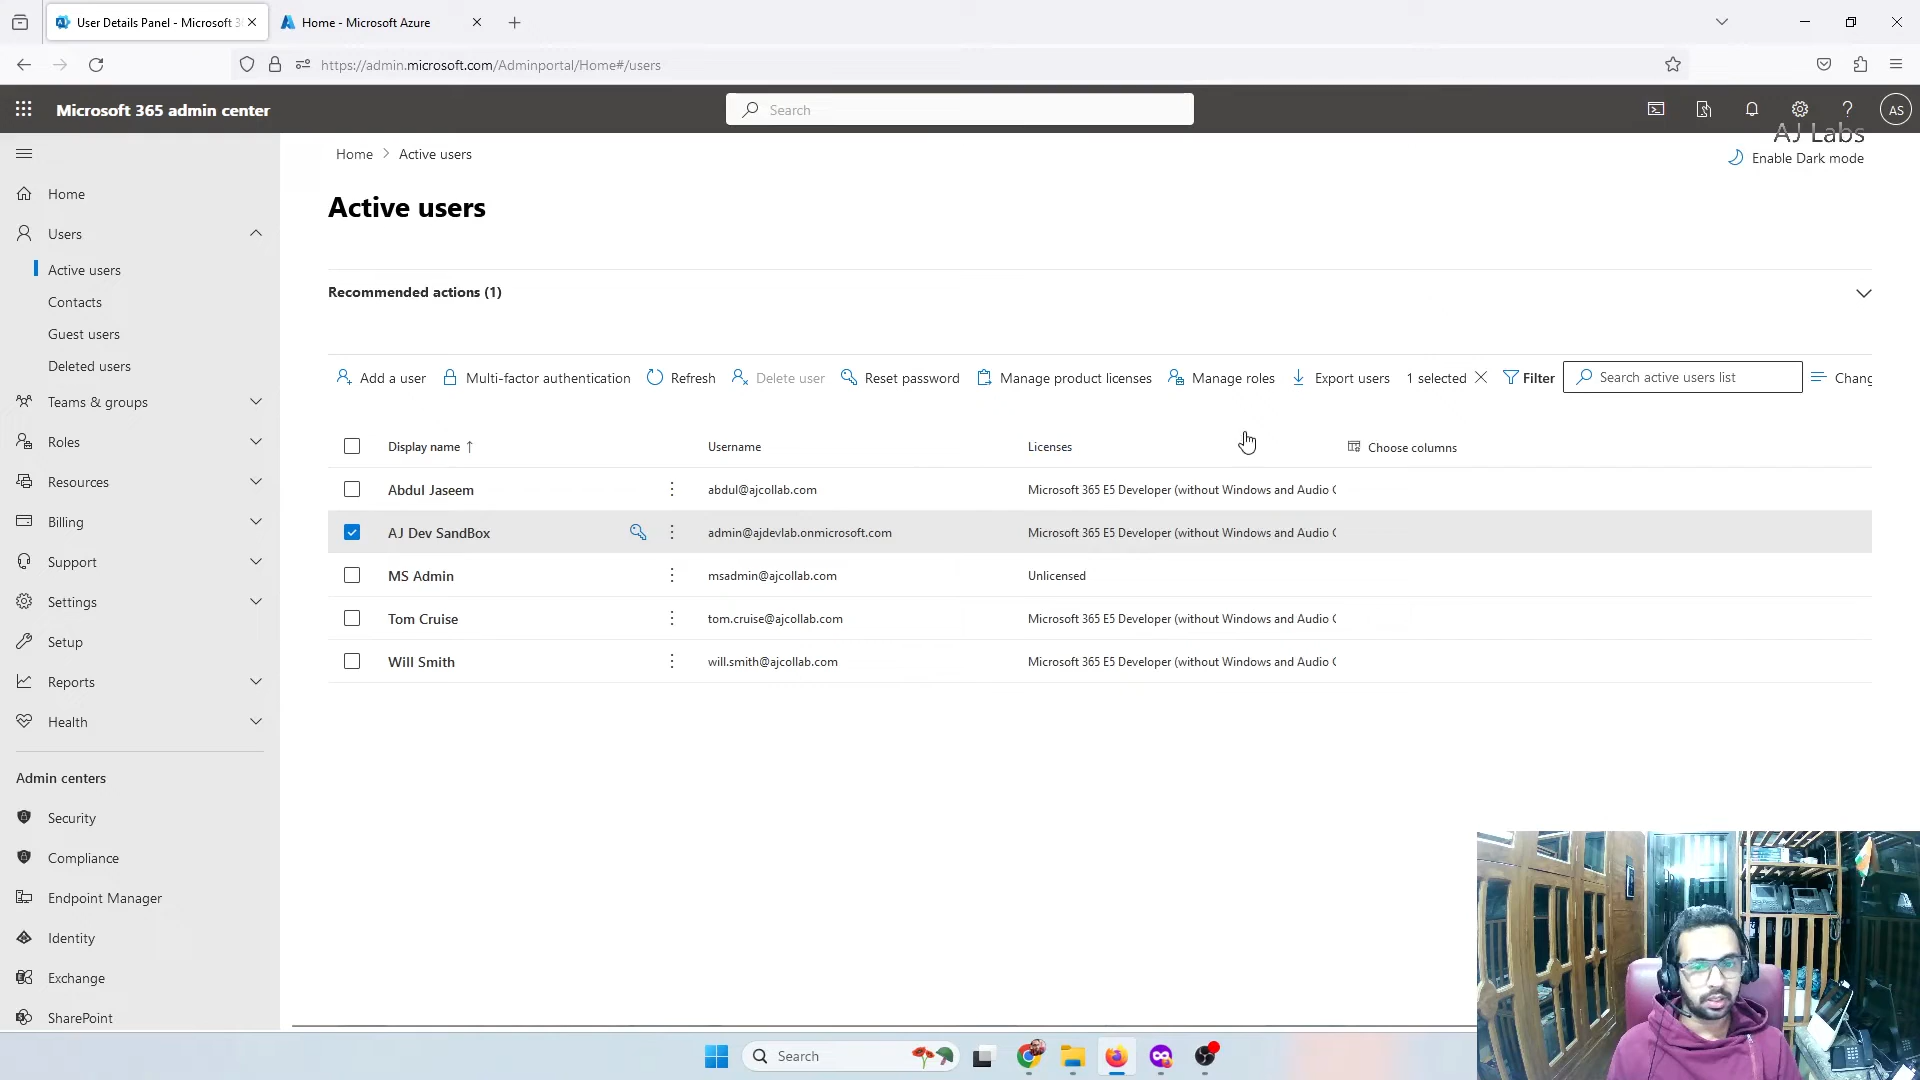 User Details Panel - Microsoft 3
Home - Microsoft Azure
https://admin.microsoft.com/Adminportal/Home#/users
Microsoft 365 admin center
Search
AS
AJ Labs
Enable Dark mode
Home
Users
Active users
Contacts
Guest users
Deleted users
Teams & groups
Roles
Resources
Billing
Support
Settings
Setup
Reports
Health
Admin centers
Security
Compliance
Endpoint Manager
Identity
Exchange
SharePoint
Home > Active users
Active users
Recommended actions (1)
Add a user Multi-factor authentication Refresh Delete user Reset password Manage product licenses Manage roles Export users 1 selected Filter Search active users list Chang
Display name ↑ Username Licenses Choose columns
Abdul Jaseem abdul@ajcollab.com Microsoft 365 E5 Developer (without Windows and Audio C
AJ Dev SandBox admin@ajdevlab.onmicrosoft.com Microsoft 365 E5 Developer (without Windows and Audio C
MS Admin msadmin@ajcollab.com Unlicensed
Tom Cruise tom.cruise@ajcollab.com Microsoft 365 E5 Developer (without Windows and Audio C
Will Smith will.smith@ajcollab.com Microsoft 365 E5 Developer (without Windows and Audio C
Search